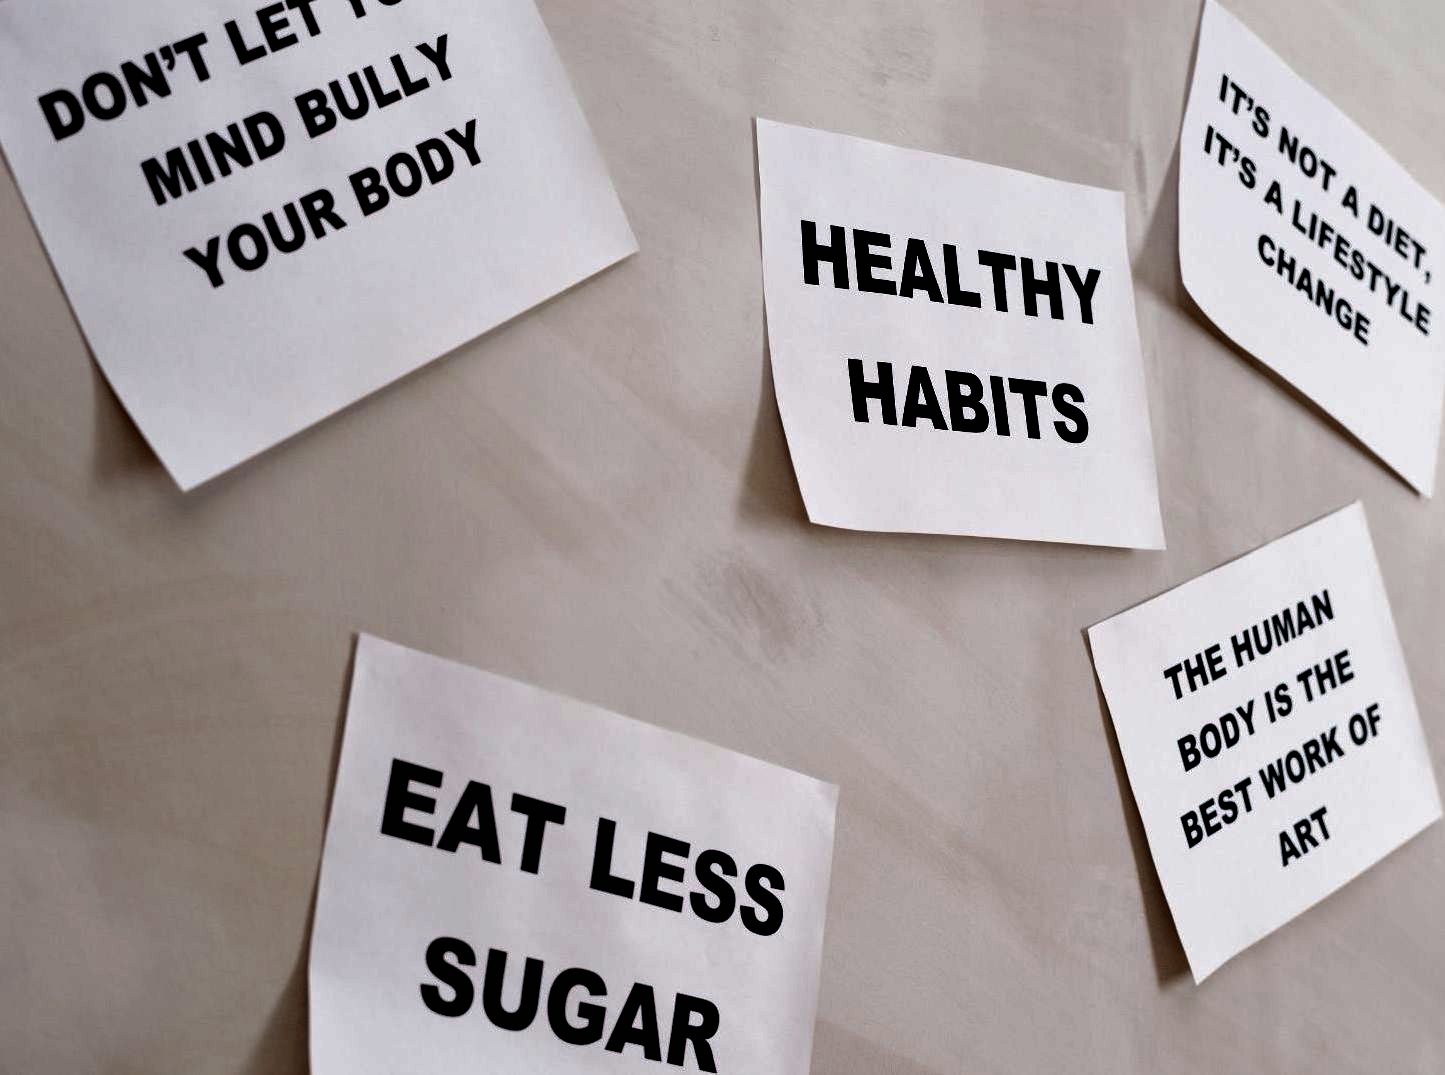 DON'T LET
MIND BULLY
YOUR BODY
HEALTHY
HABITS
IT'S NOT A DIET,
IT'S A LIFESTYLE
CHANGE
THE HUMAN
BODY IS THE
BEST WORK OF
ART
EAT LESS
SUGAR